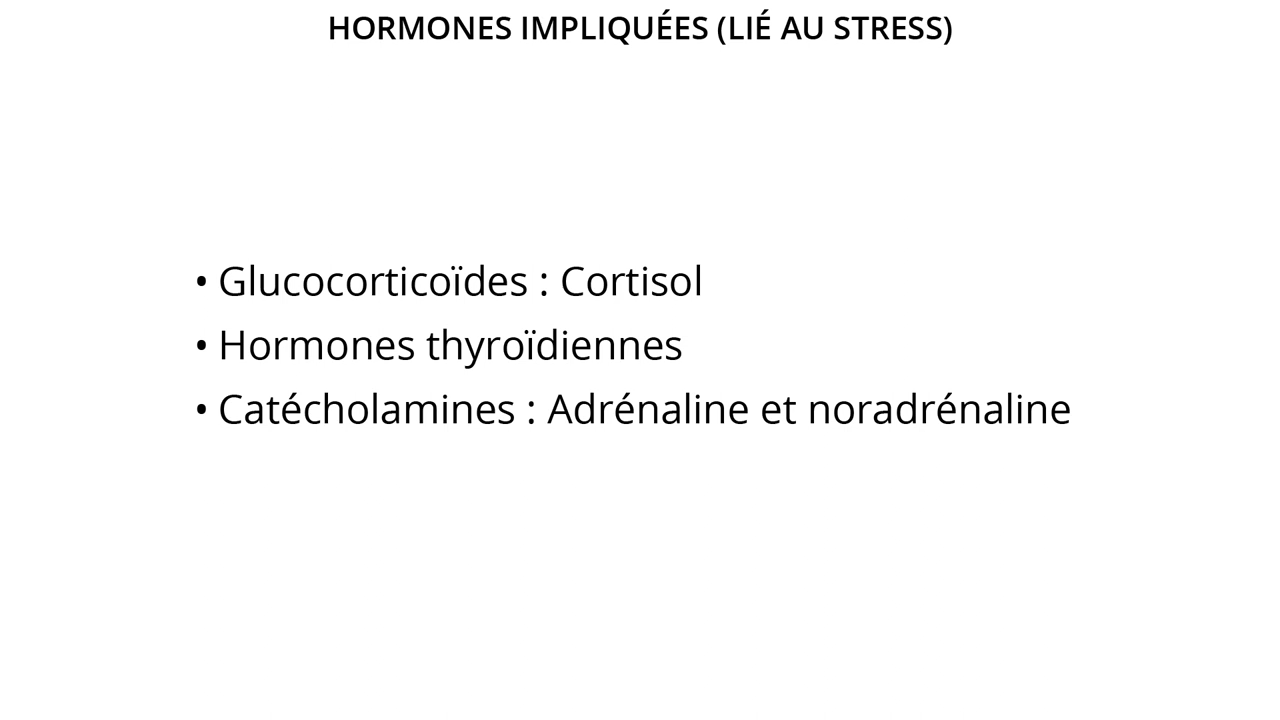 HORMONES IMPLIQUÉES (LIÉ AU STRESS)
• Glucocorticoïdes : Cortisol
• Hormones thyroïdiennes
• Catécholamines : Adrénaline et noradrénaline